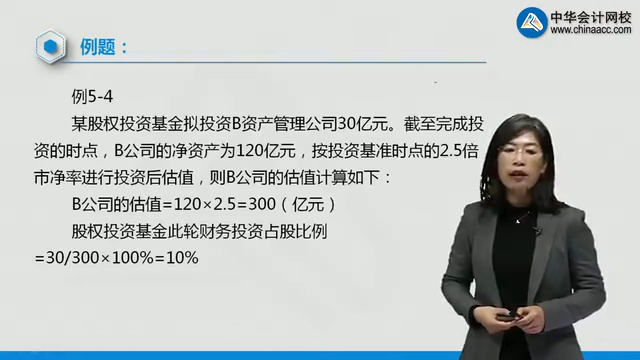 中华会计网校
www.chinaacc.com
例题：
例5-4
某股权投资基金拟投资B资产管理公司30亿元。截至完成投
资的时点，B公司的净资产为120亿元，按投资基准时点的2.5倍
市净率进行投资后估值，则B公司的估值计算如下：
B公司的估值=120×2.5=300（亿元）
股权投资基金此轮财务投资占股比例
=30/300×100%=10%